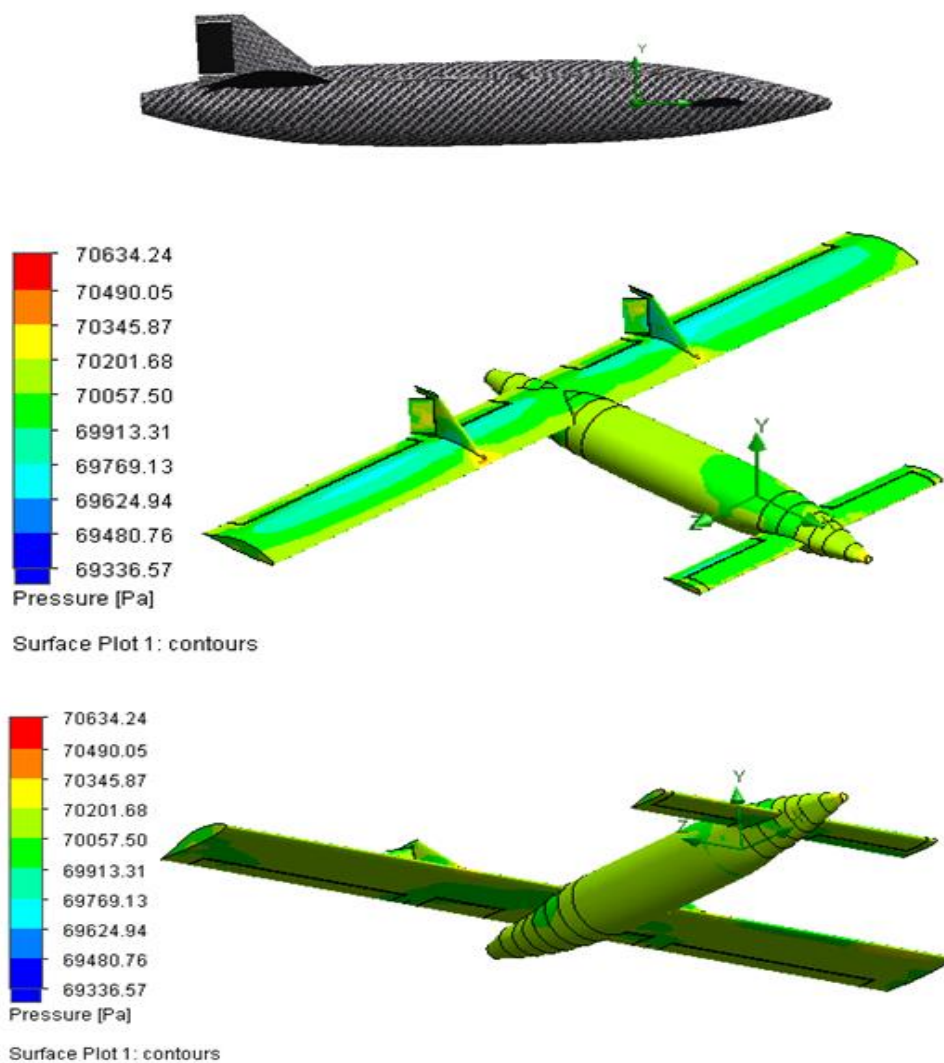 Y
70634.24
70490.05
70345.87
70201.68
70057.50
69913.31
69769.13
69624.94
69480.76
69336.57
Pressure [Pa]
Surface Plot 1: contours
Y
Z
70634.24
70490.05
70345.87
70201.68
70057.50
69913.31
69769.13
69624.94
69480.76
69336.57
Pressure [Pa]
Surface Plot 1: contours
Y
Z